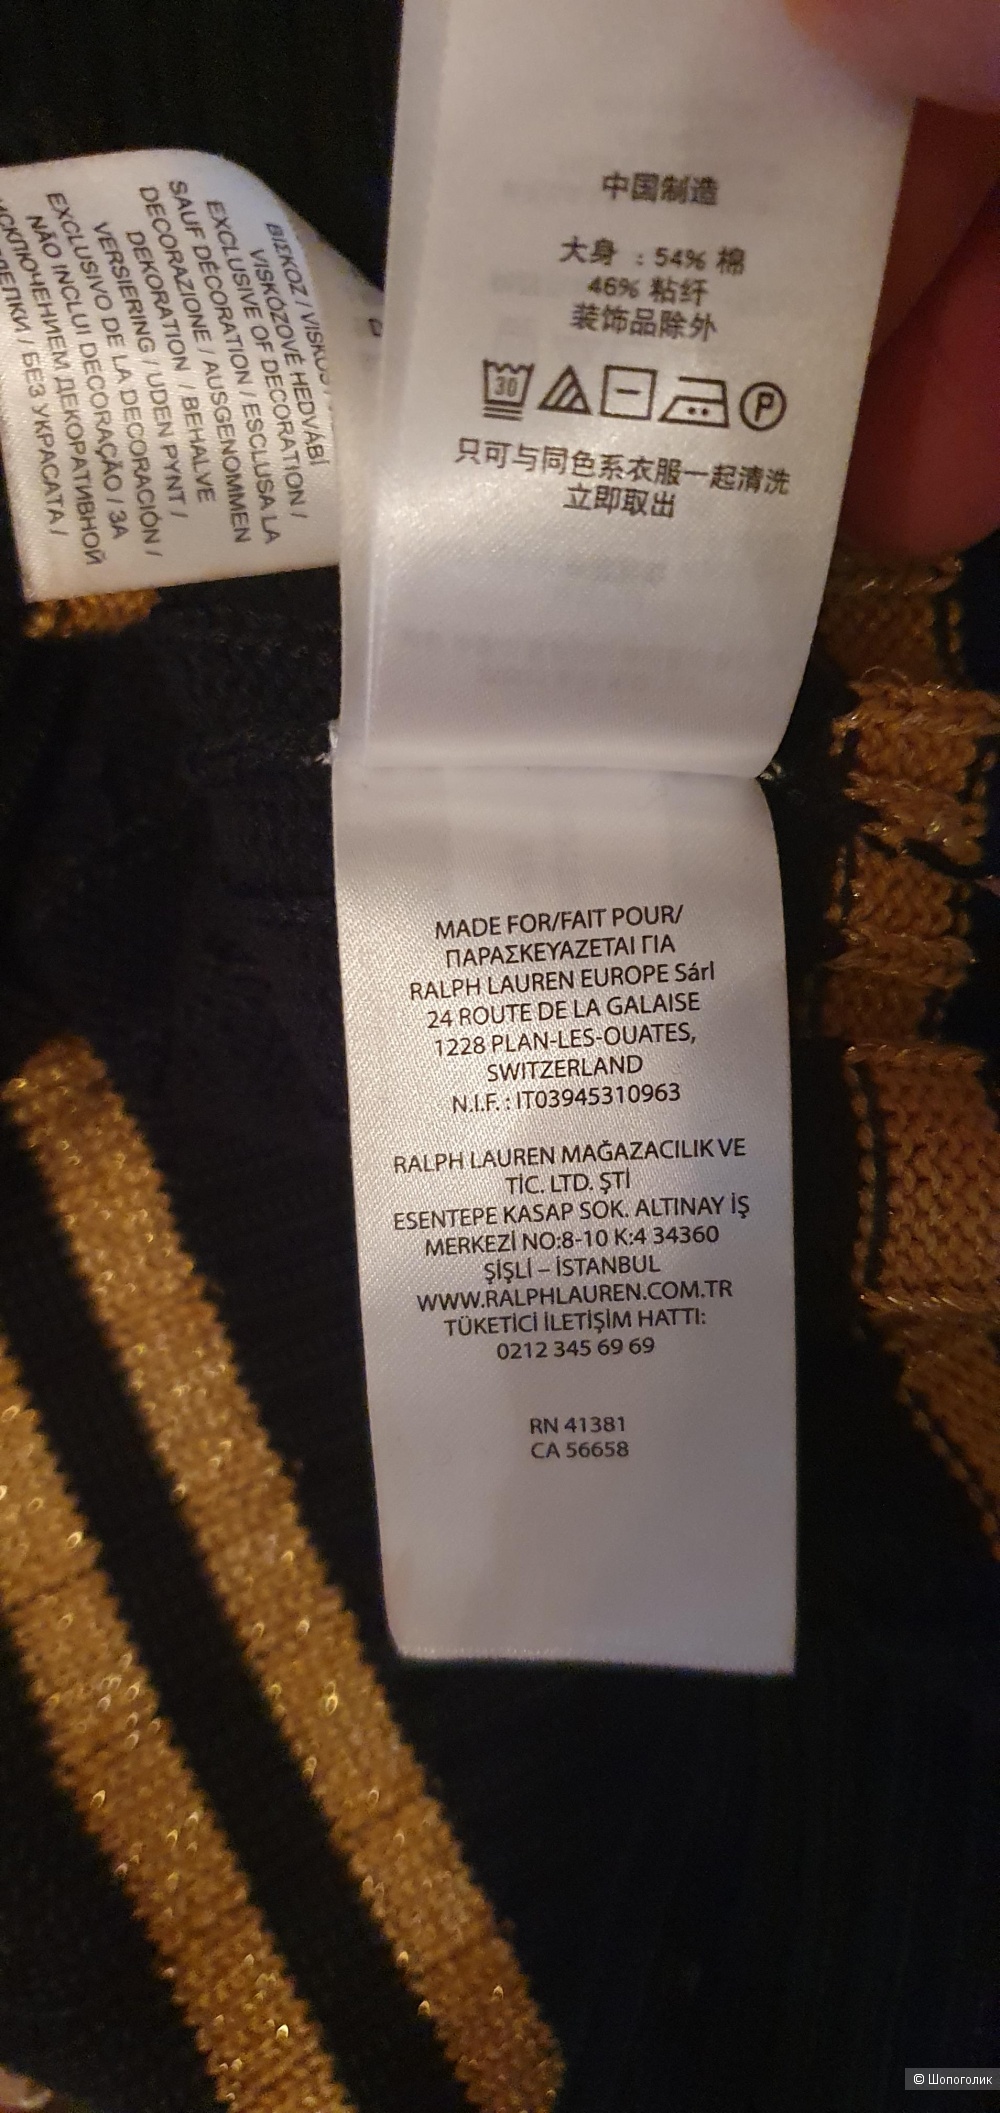 ΒΙΣΚΟΖ /
VISKÓZOVÉ HEDVÁBÍ
EXCLUSIVE OF DECORATION /
SAUF DÉCORATION / ESCLUSA LA
DECORAZIONE / AUSGENOMMEN
DEKORATION / BEHALVE
VERSIERING / UDEN PYNT /
EXCLUSIVO DE LA DECORACIÓN /
NÃO INCLUI DECORAÇÃO / ЗА
ИСКЛЮЧЕНИЕМ ДЕКОРАТИВНОЙ
/ БЕЗ УКРАСАТА /
中国制造
大身 : 54% 棉
46% 粘纤
装饰品除外
30 P
只可与同色系衣服一起清洗
立即取出
MADE FOR/FAIT POUR/
ΠΑΡΑΣΚΕΥΑΖΕΤΑΙ ΓΙΑ
RALPH LAUREN EUROPE Sárl
24 ROUTE DE LA GALAISE
1228 PLAN-LES-OUATES,
SWITZERLAND
N.I.F. : IT03945310963
RALPH LAUREN MAĞAZACILIK VE
TİC. LTD. ŞTİ
ESENTEPE KASAP SOK. ALTINAY İŞ
MERKEZİ NO:8-10 K:4 34360
ŞİŞLİ – İSTANBUL
WWW.RALPHLAUREN.COM.TR
TÜKETİCİ İLETİŞİM HATTI:
0212 345 69 69
RN 41381
CA 56658
© Шопоголик